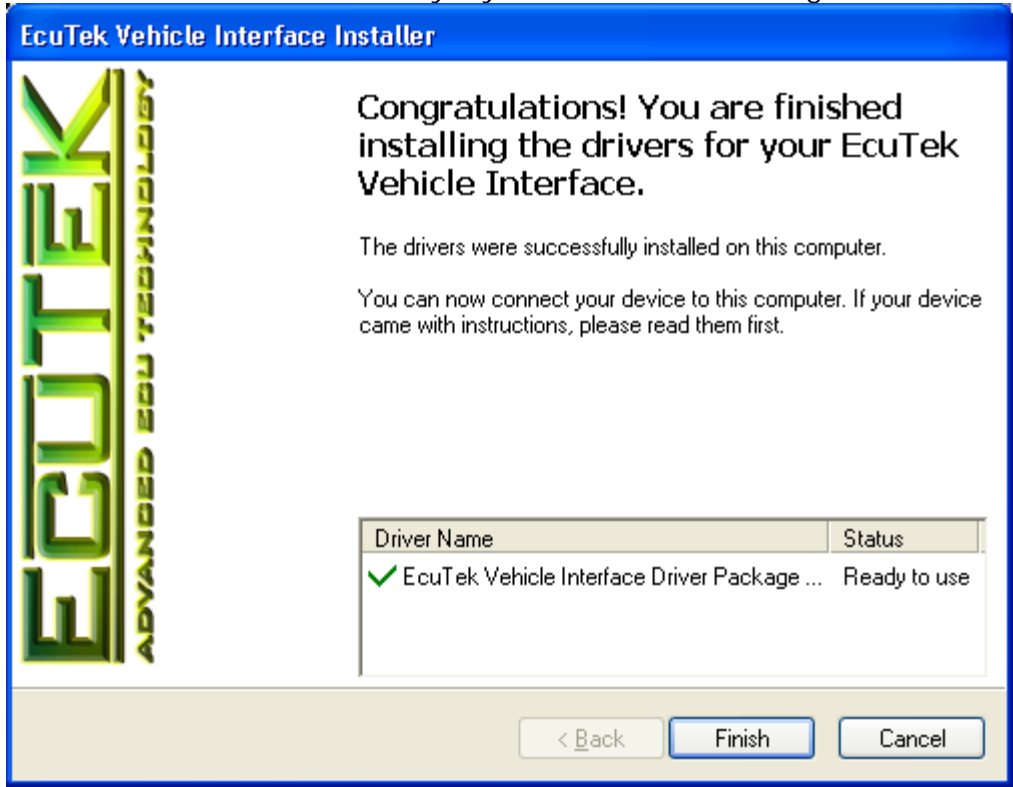 EcuTek Vehicle Interface Installer
ECUTEK
ADVANCED ECU TECHNOLOGY
Congratulations! You are finished
installing the drivers for your EcuTek
Vehicle Interface.
The drivers were successfully installed on this computer.
You can now connect your device to this computer. If your device
came with instructions, please read them first.
Driver Name Status
EcuTek Vehicle Interface Driver Package ... Ready to use
< Back Finish Cancel